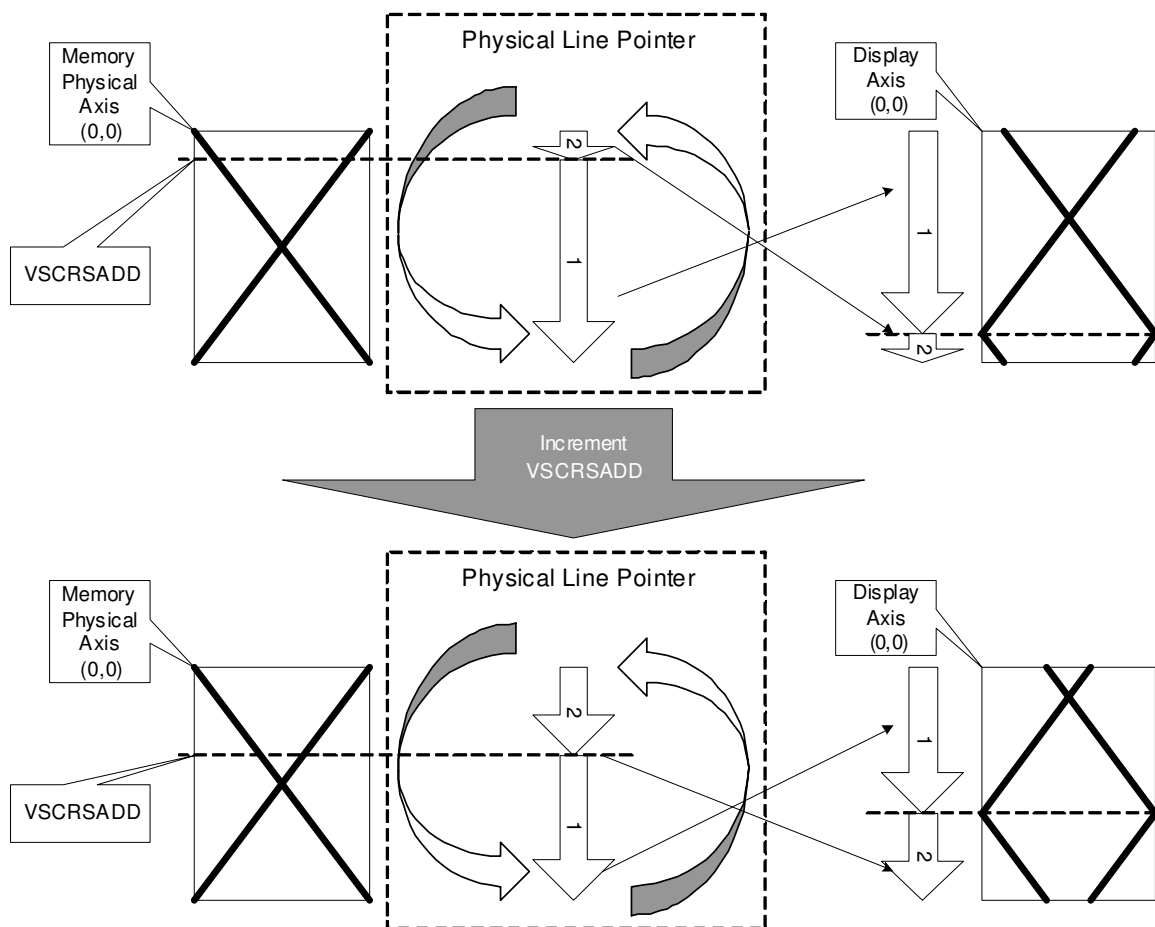 Physical Line Pointer
Memory
Physical
Axis
(0,0)
Display
Axis
(0,0)
2
1
1
2
VSCRSADD
Increment
VSCRSADD
Physical Line Pointer
Memory
Physical
Axis
(0,0)
Display
Axis
(0,0)
2
1
1
2
VSCRSADD